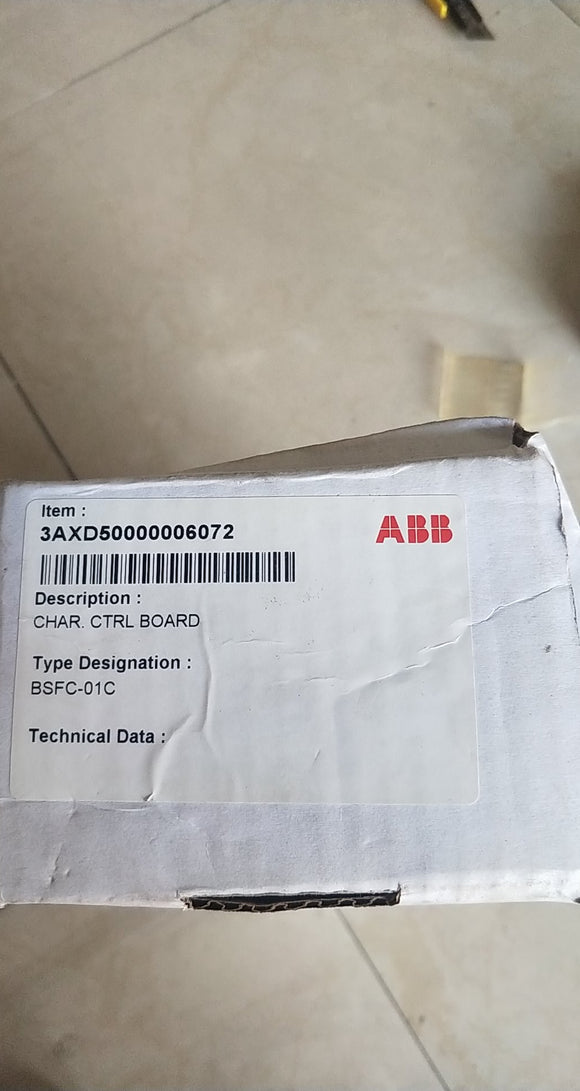 Item :
3AXD50000006072
ABB
Description :
CHAR. CTRL BOARD
Type Designation :
BSFC-01C
Technical Data :